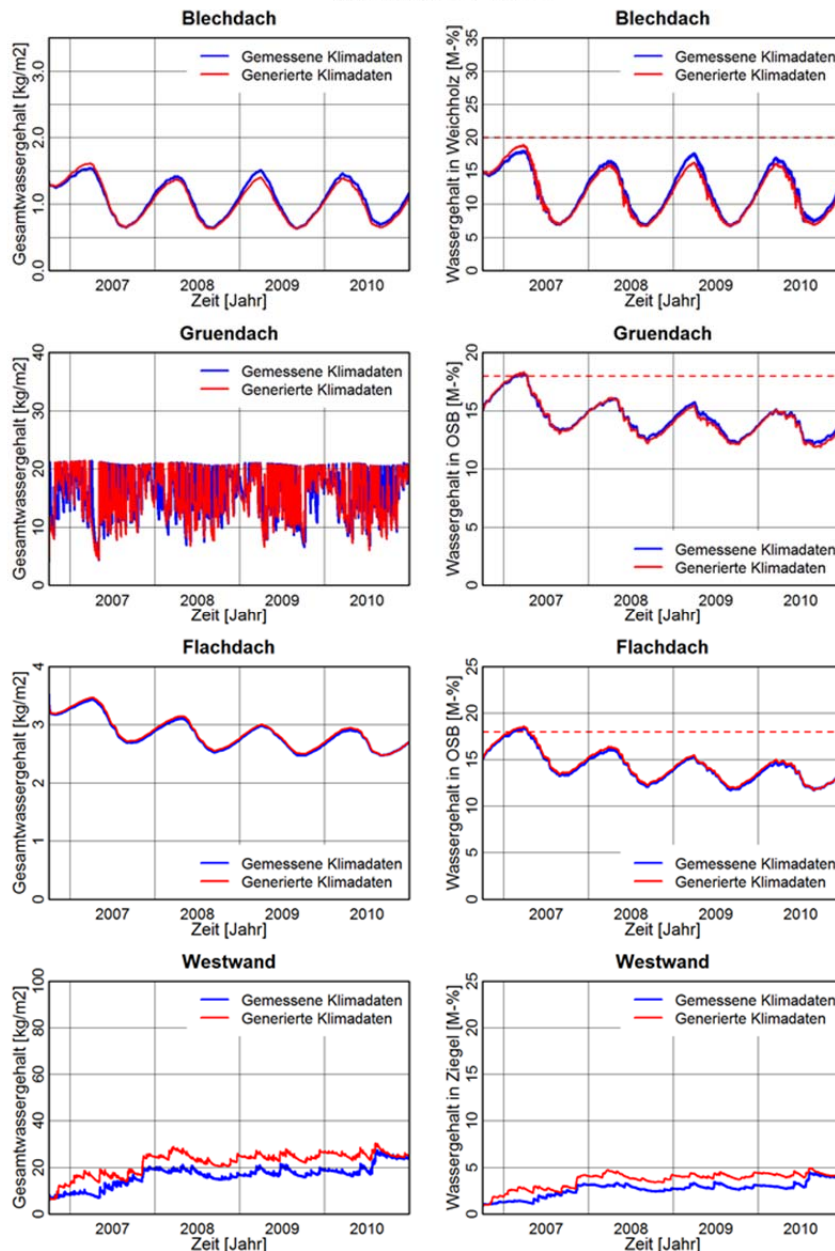 Blechdach
Gesamtwassergehalt [kg/m2]
0.0 1.0 2.0 3.0
Gemessene Klimadaten
Generierte Klimadaten
2007 2008 2009 2010
Zeit [Jahr]
Blechdach
Wassergehalt in Weichholz [M-%]
0 5 10 15 20 25 30 35
Gemessene Klimadaten
Generierte Klimadaten
2007 2008 2009 2010
Zeit [Jahr]
Gruendach
Gesamtwassergehalt [kg/m2]
0 10 20 30 40
Gemessene Klimadaten
Generierte Klimadaten
2007 2008 2009 2010
Zeit [Jahr]
Gruendach
Wassergehalt in OSB [M-%]
0 5 10 15 20
Gemessene Klimadaten
Generierte Klimadaten
2007 2008 2009 2010
Zeit [Jahr]
Flachdach
Gesamtwassergehalt [kg/m2]
0 1 2 3 4
Gemessene Klimadaten
Generierte Klimadaten
2007 2008 2009 2010
Zeit [Jahr]
Flachdach
Wassergehalt in OSB [M-%]
0 5 10 15 20 25
Gemessene Klimadaten
Generierte Klimadaten
2007 2008 2009 2010
Zeit [Jahr]
Westwand
Gesamtwassergehalt [kg/m2]
0 20 40 60 80 100
Gemessene Klimadaten
Generierte Klimadaten
2007 2008 2009 2010
Zeit [Jahr]
Westwand
Wassergehalt in Ziegel [M-%]
0 5 10 15 20 25
Gemessene Klimadaten
Generierte Klimadaten
2007 2008 2009 2010
Zeit [Jahr]